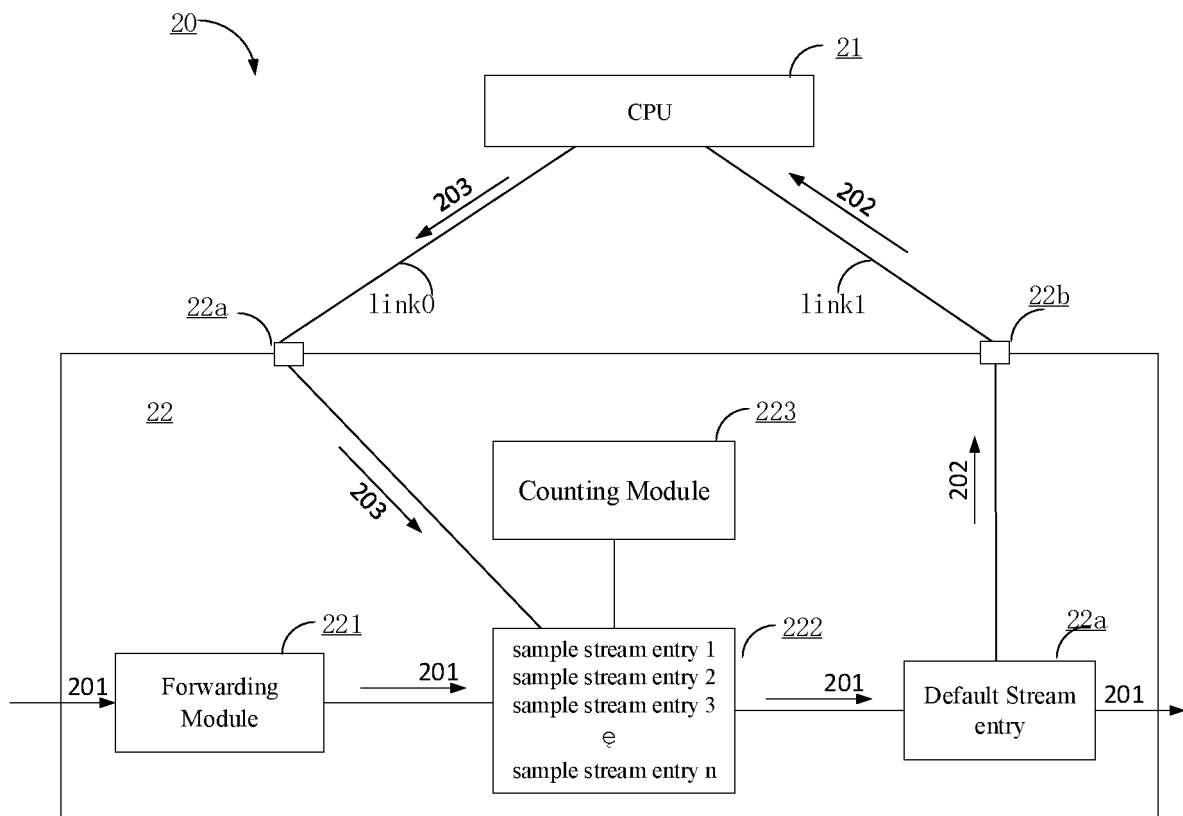 20
21
CPU
203
202
link0
link1
22a
22b
22
223
Counting Module
203
202
221
222
22a
201
Forwarding
Module
201
sample stream entry 1
sample stream entry 2
sample stream entry 3
ę
sample stream entry n
201
Default Stream
entry
201